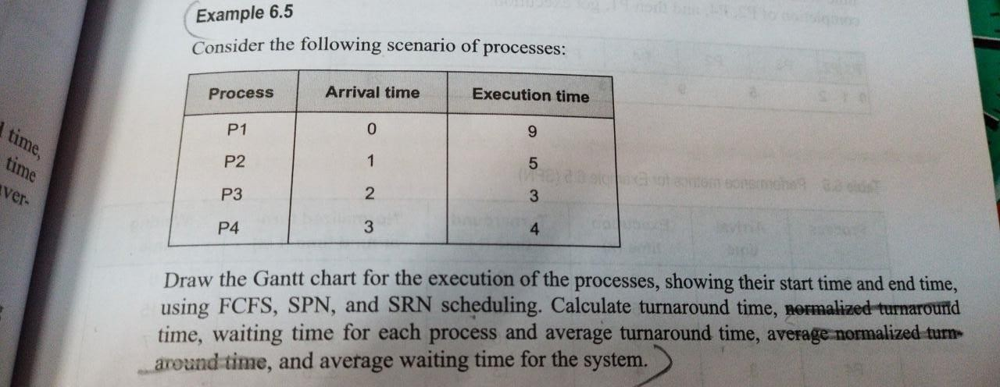 Example 6.5
Consider the following scenario of processes:
Process Arrival time Execution time
P1 0 9
P2 1 5
P3 2 3
P4 3 4
Draw the Gantt chart for the execution of the processes, showing their start time and end time,
using FCFS, SPN, and SRN scheduling. Calculate turnaround time, normalized turnaround
time, waiting time for each process and average turnaround time, average normalized turn-
around time, and average waiting time for the system.
time,
time
ver-